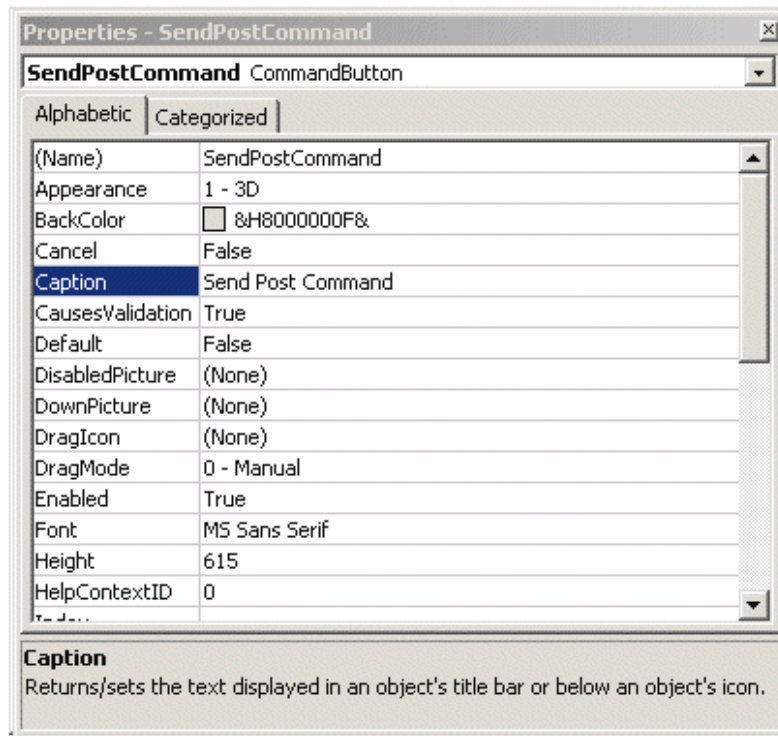 Properties - SendPostCommand
SendPostCommand CommandButton
Alphabetic Categorized
(Name) SendPostCommand
Appearance 1 - 3D
BackColor &H8000000F&
Cancel False
Caption Send Post Command
CausesValidation True
Default False
DisabledPicture (None)
DownPicture (None)
DragIcon (None)
DragMode 0 - Manual
Enabled True
Font MS Sans Serif
Height 615
HelpContextID 0
Caption
Returns/sets the text displayed in an object's title bar or below an object's icon.